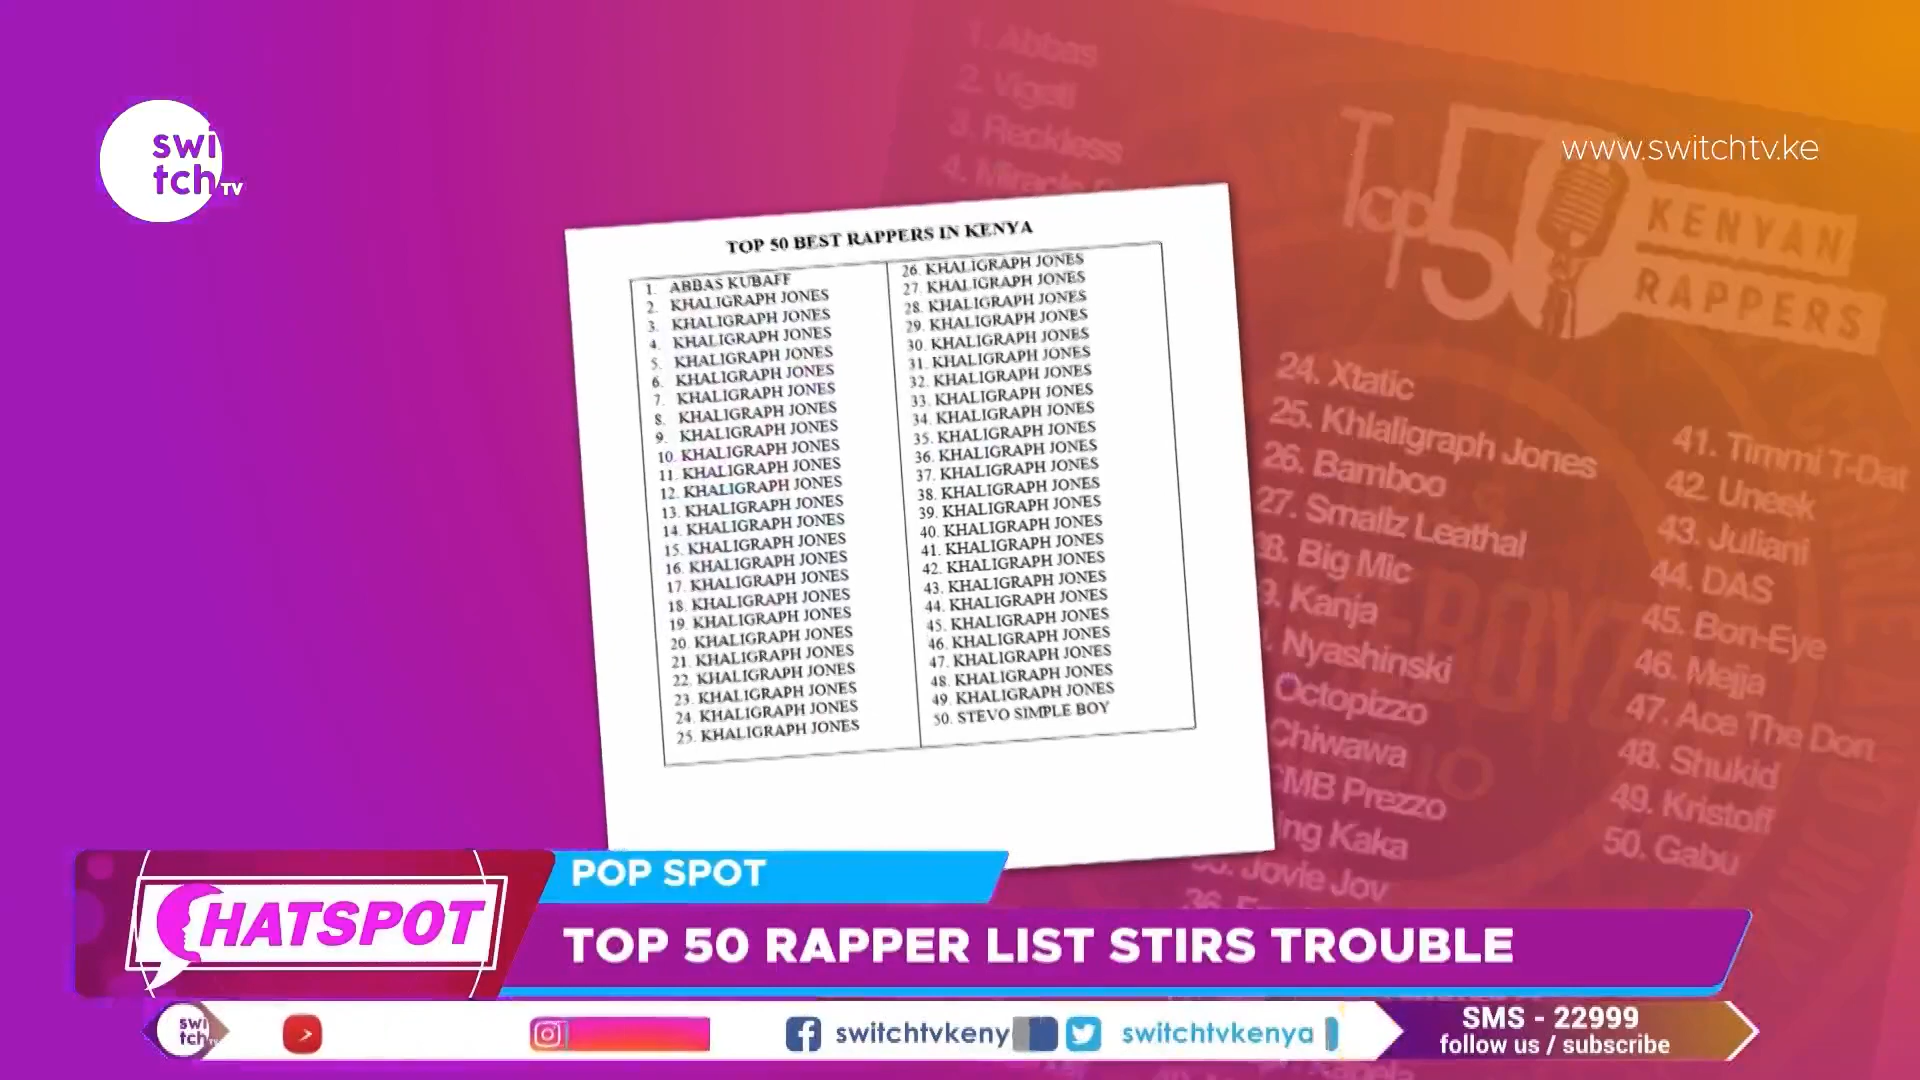 swi
tch TV
www.switchtv.ke
1. Abbas
2. Vigeti
3. Reckless
4. Miracle
Top 50
KENYAN
RAPPERS
TOP 50 BEST RAPPERS IN KENYA
1. ABBAS KUBAFF
2. KHALIGRAPH JONES
3. KHALIGRAPH JONES
4. KHALIGRAPH JONES
5. KHALIGRAPH JONES
6. KHALIGRAPH JONES
7. KHALIGRAPH JONES
8. KHALIGRAPH JONES
9. KHALIGRAPH JONES
10. KHALIGRAPH JONES
11. KHALIGRAPH JONES
12. KHALIGRAPH JONES
13. KHALIGRAPH JONES
14. KHALIGRAPH JONES
15. KHALIGRAPH JONES
16. KHALIGRAPH JONES
17. KHALIGRAPH JONES
18. KHALIGRAPH JONES
19. KHALIGRAPH JONES
20. KHALIGRAPH JONES
21. KHALIGRAPH JONES
22. KHALIGRAPH JONES
23. KHALIGRAPH JONES
24. KHALIGRAPH JONES
25. KHALIGRAPH JONES
26. KHALIGRAPH JONES
27. KHALIGRAPH JONES
28. KHALIGRAPH JONES
29. KHALIGRAPH JONES
30. KHALIGRAPH JONES
31. KHALIGRAPH JONES
32. KHALIGRAPH JONES
33. KHALIGRAPH JONES
34. KHALIGRAPH JONES
35. KHALIGRAPH JONES
36. KHALIGRAPH JONES
37. KHALIGRAPH JONES
38. KHALIGRAPH JONES
39. KHALIGRAPH JONES
40. KHALIGRAPH JONES
41. KHALIGRAPH JONES
42. KHALIGRAPH JONES
43. KHALIGRAPH JONES
44. KHALIGRAPH JONES
45. KHALIGRAPH JONES
46. KHALIGRAPH JONES
47. KHALIGRAPH JONES
48. KHALIGRAPH JONES
49. KHALIGRAPH JONES
50. STEVO SIMPLE BOY
24. Xtatic
25. Khlaligraph Jones
26. Bamboo
27. Smallz Leathal
8. Big Mic
9. Kanja
. Nyashinski
Octopizzo
Chiwawa
CMB Prezzo
ing Kaka
Jovie Jov
36.
41. Timmi T-Dat
42. Uneek
43. Juliani
44. DAS
45. Bon-Eye
46. Mejja
47. Ace The Don
48. Shukid
49. Kristoff
50. Gabu
CHATSPOT
POP SPOT
TOP 50 RAPPER LIST STIRS TROUBLE
swi
tch TV
switchtvkeny
switchtvkenya
SMS - 22999
follow us / subscribe